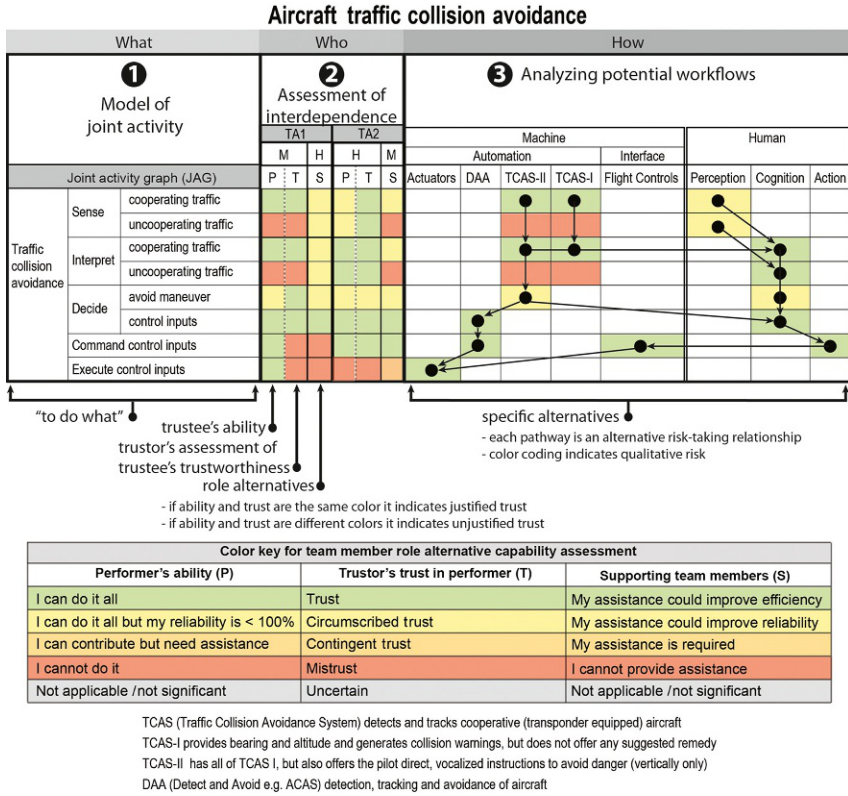 Aircraft traffic collision avoidance
What Who How
1 2 3 Analyzing potential workflows
Model of
joint activity
Assessment of
interdependence
TA1 TA2
Machine Human
M H H M
Automation Interface
Joint activity graph (JAG) P T S P T S Actuators DAA TCAS-II TCAS-I Flight Controls Perception Cognition Action
Traffic
collision
avoidance
Sense
cooperating traffic
uncooperating traffic
Interpret
cooperating traffic
uncooperating traffic
Decide
avoid maneuver
control inputs
Command control inputs
Execute control inputs
“to do what”
trustee’s ability
trustor’s assessment of
trustee’s trustworthiness
role alternatives
- if ability and trust are the same color it indicates justified trust
- if ability and trust are different colors it indicates unjustified trust
specific alternatives
- each pathway is an alternative risk-taking relationship
- color coding indicates qualitative risk
Color key for team member role alternative capability assessment
Performer’s ability (P) Trustor’s trust in performer (T) Supporting team members (S)
I can do it all Trust My assistance could improve efficiency
I can do it all but my reliability is < 100% Circumscribed trust My assistance could improve reliability
I can contribute but need assistance Contingent trust My assistance is required
I cannot do it Mistrust I cannot provide assistance
Not applicable /not significant Uncertain Not applicable /not significant
TCAS (Traffic Collision Avoidance System) detects and tracks cooperative (transponder equipped) aircraft
TCAS-I provides bearing and altitude and generates collision warnings, but does not offer any suggested remedy
TCAS-II has all of TCAS I, but also offers the pilot direct, vocalized instructions to avoid danger (vertically only)
DAA (Detect and Avoid e.g. ACAS) detection, tracking and avoidance of aircraft